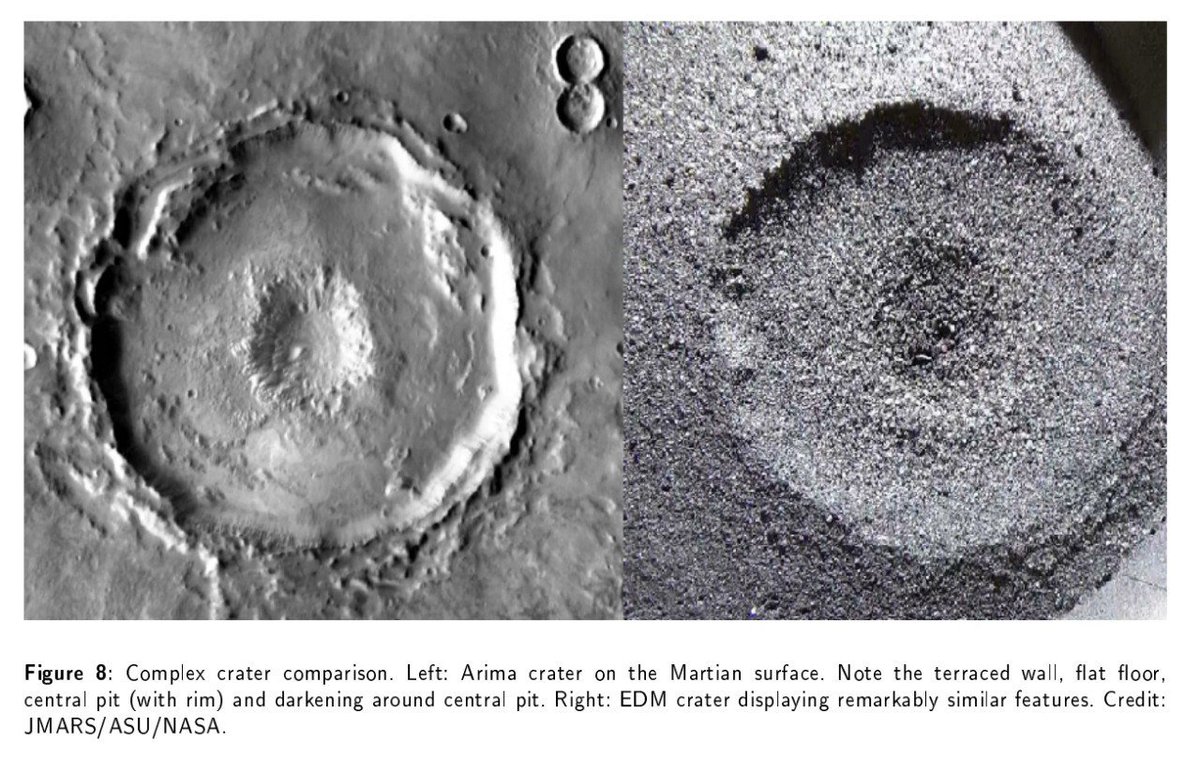 Figure 8: Complex crater comparison. Left: Arima crater on the Martian surface. Note the terraced wall, flat floor,
central pit (with rim) and darkening around central pit. Right: EDM crater displaying remarkably similar features. Credit:
JMARS/ASU/NASA.